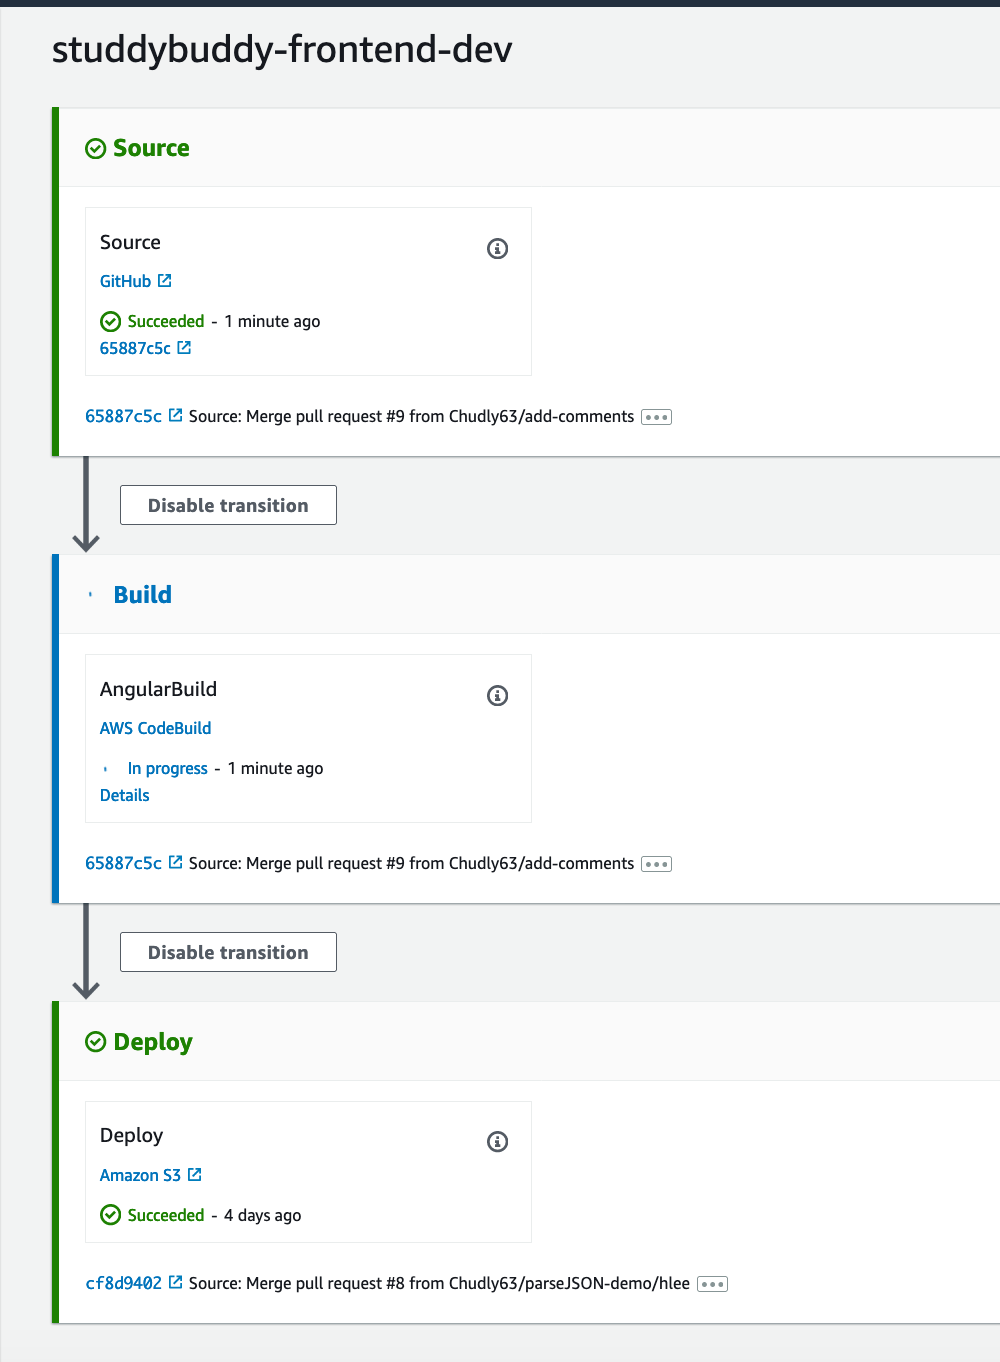 studdybuddy-frontend-dev
Source
Source
GitHub
Succeeded - 1 minute ago
65887c5c
65887c5c Source: Merge pull request #9 from Chudly63/add-comments
Disable transition
Build
AngularBuild
AWS CodeBuild
In progress - 1 minute ago
Details
65887c5c Source: Merge pull request #9 from Chudly63/add-comments
Disable transition
Deploy
Deploy
Amazon S3
Succeeded - 4 days ago
cf8d9402 Source: Merge pull request #8 from Chudly63/parseJSON-demo/hlee